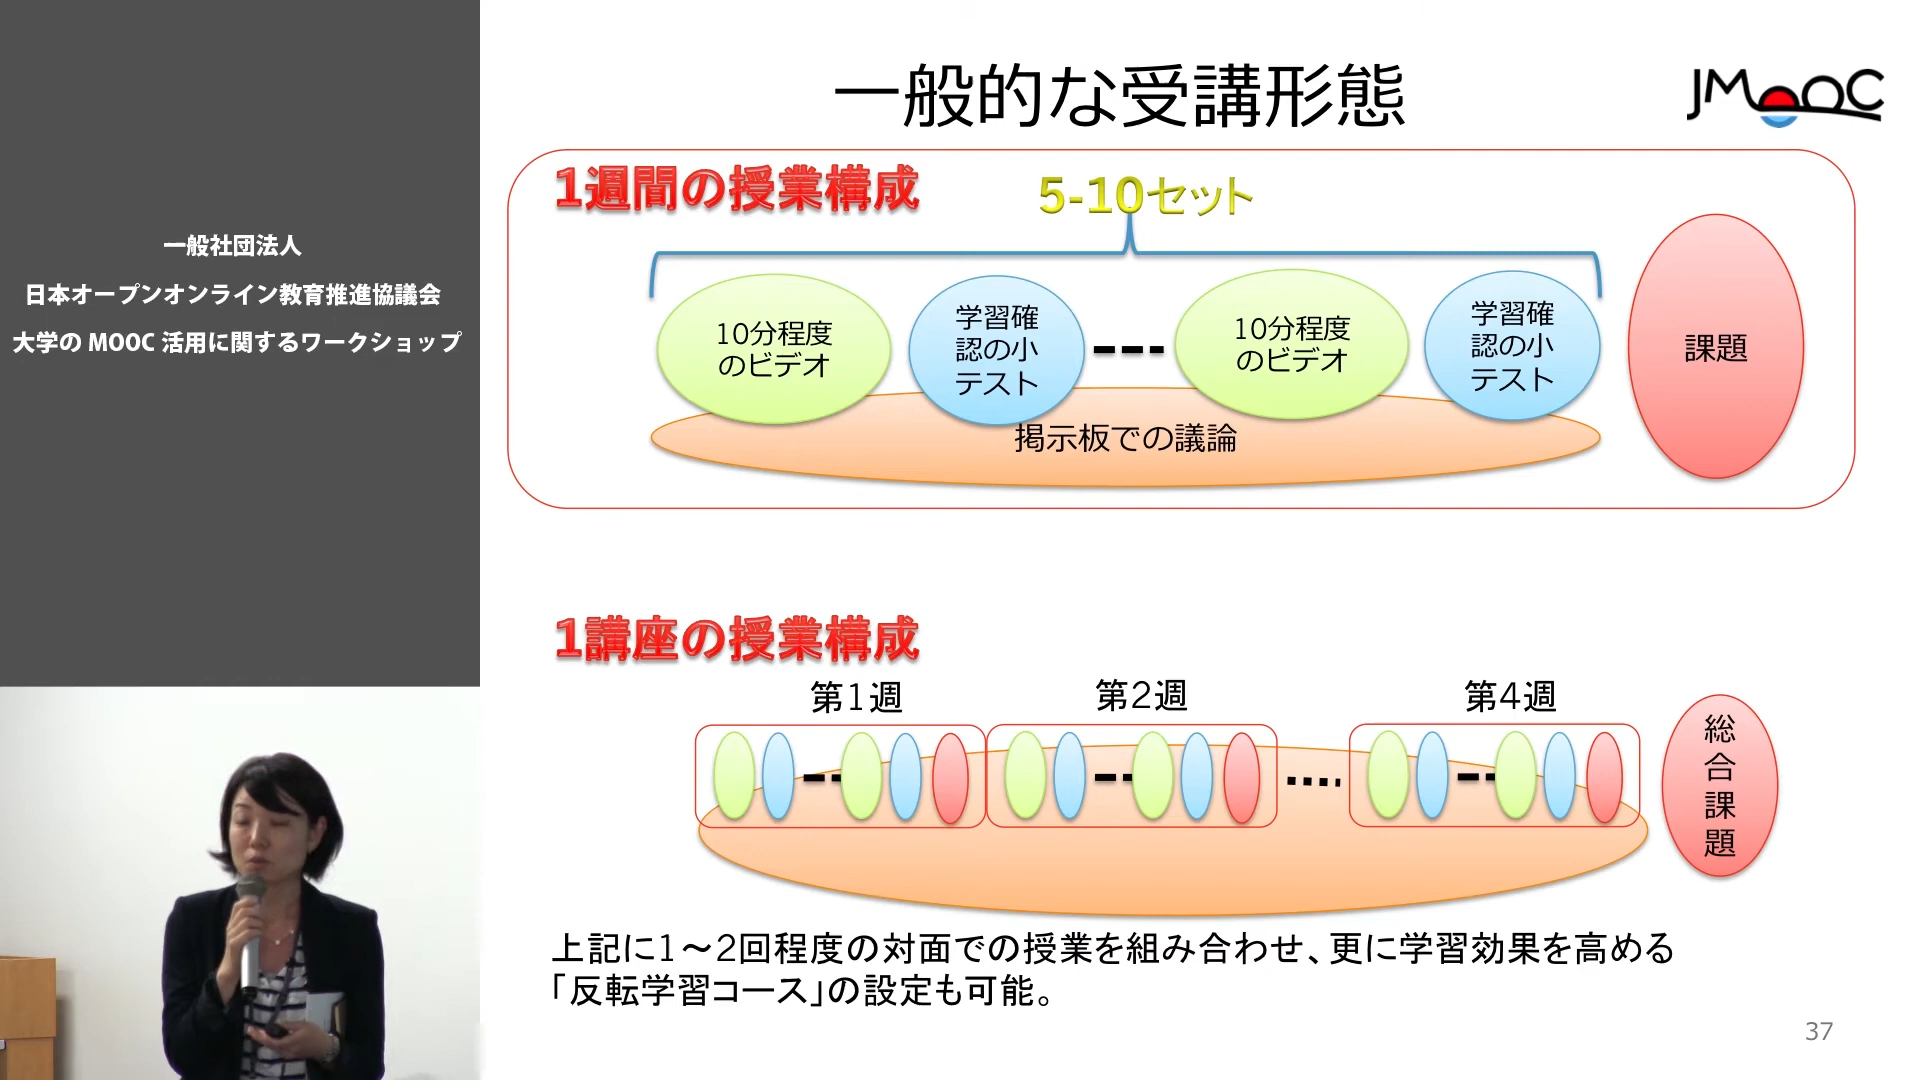 一般社団法人
日本オープンオンライン教育推進協議会
大学の MOOC 活用に関するワークショップ
一般的な受講形態
JMOOC
1週間の授業構成
5-10セット
10分程度
のビデオ
学習確
認の小
テスト
10分程度
のビデオ
学習確
認の小
テスト
課題
掲示板での議論
1講座の授業構成
第1週
第2週
第4週
総
合
課
題
上記に1～2回程度の対面での授業を組み合わせ、更に学習効果を高める
「反転学習コース」の設定も可能。
37